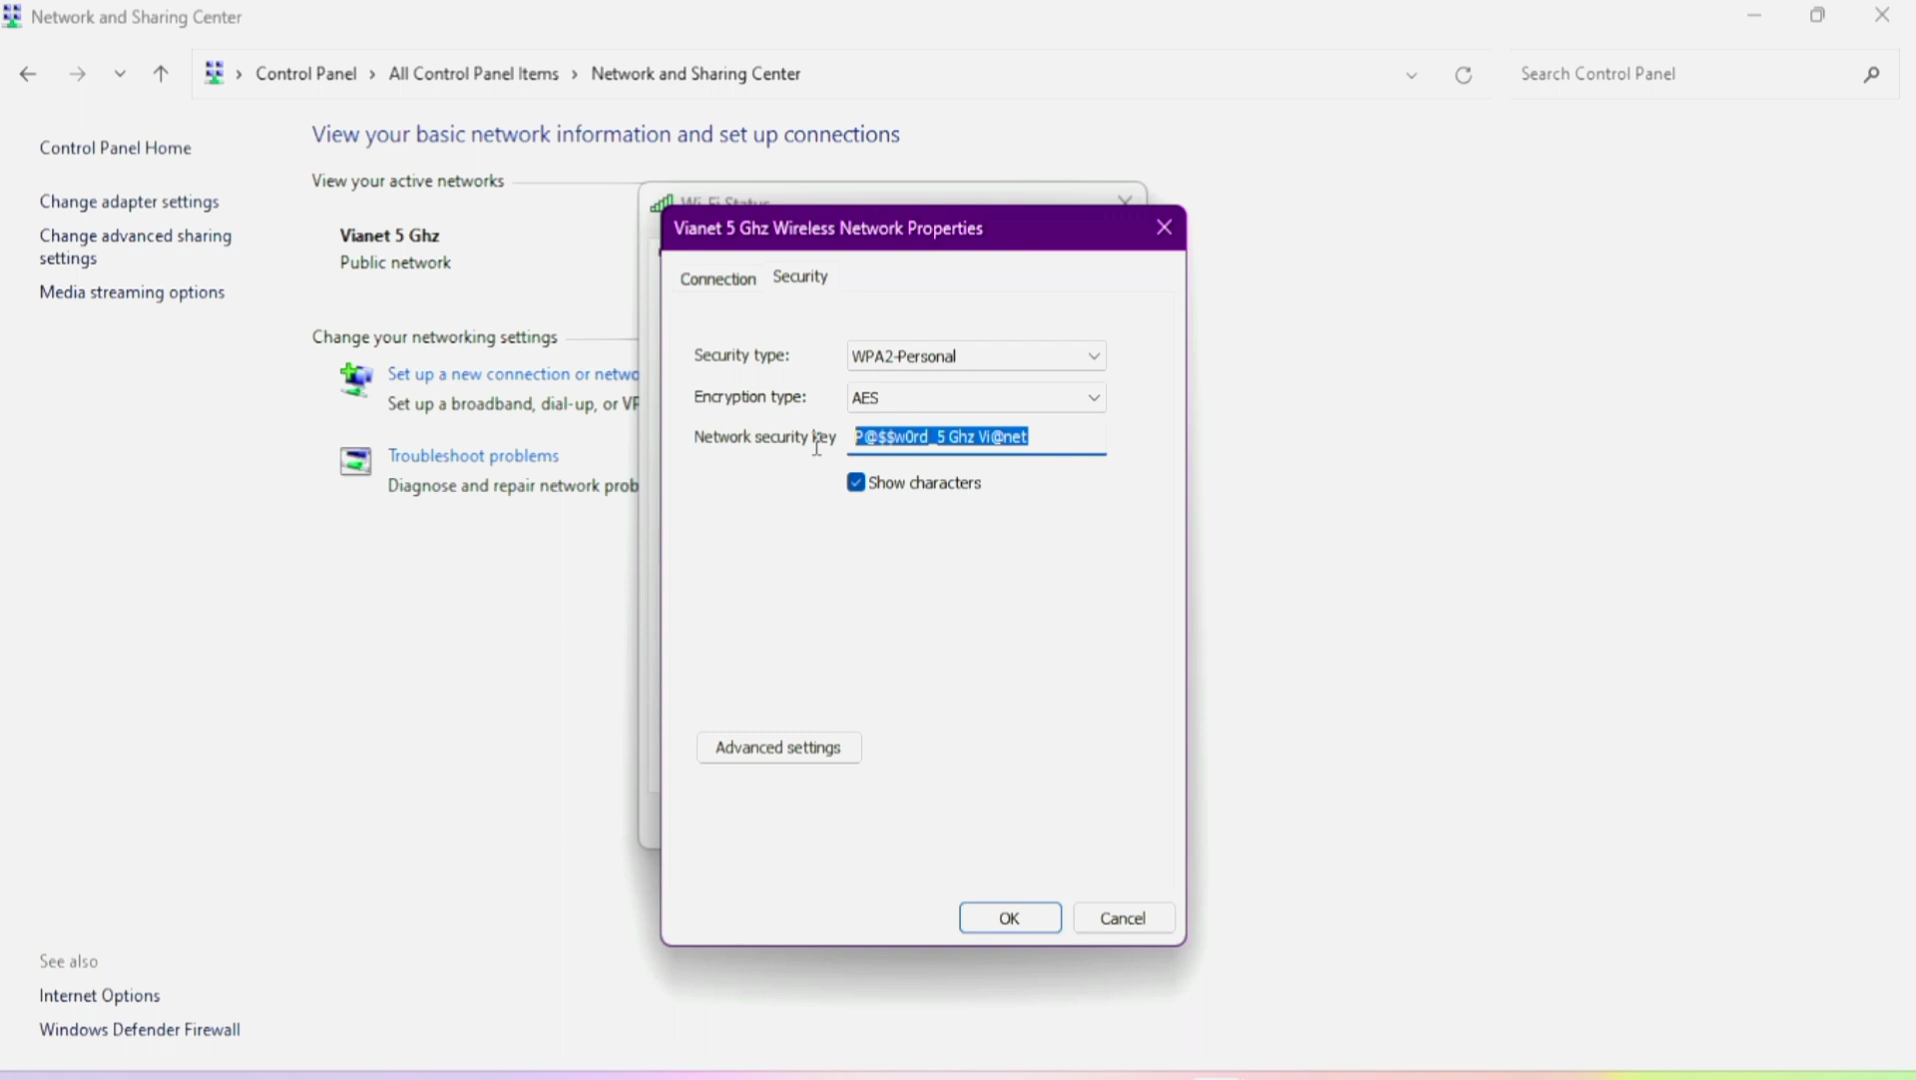 Network and Sharing Center
Control Panel › All Control Panel Items › Network and Sharing Center
Search Control Panel
Control Panel Home
Change adapter settings
Change advanced sharing
settings
Media streaming options
View your basic network information and set up connections
View your active networks
Vianet 5 Ghz
Public network
Change your networking settings
Set up a new connection or netwo
Set up a broadband, dial-up, or VP
Troubleshoot problems
Diagnose and repair network prob
Wi-Fi Status
Vianet 5 Ghz Wireless Network Properties
Connection
Security
Security type:
WPA2-Personal
Encryption type:
AES
Network security key
P@$$w0rd_5 Ghz Vi@net
Show characters
Advanced settings
OK
Cancel
See also
Internet Options
Windows Defender Firewall